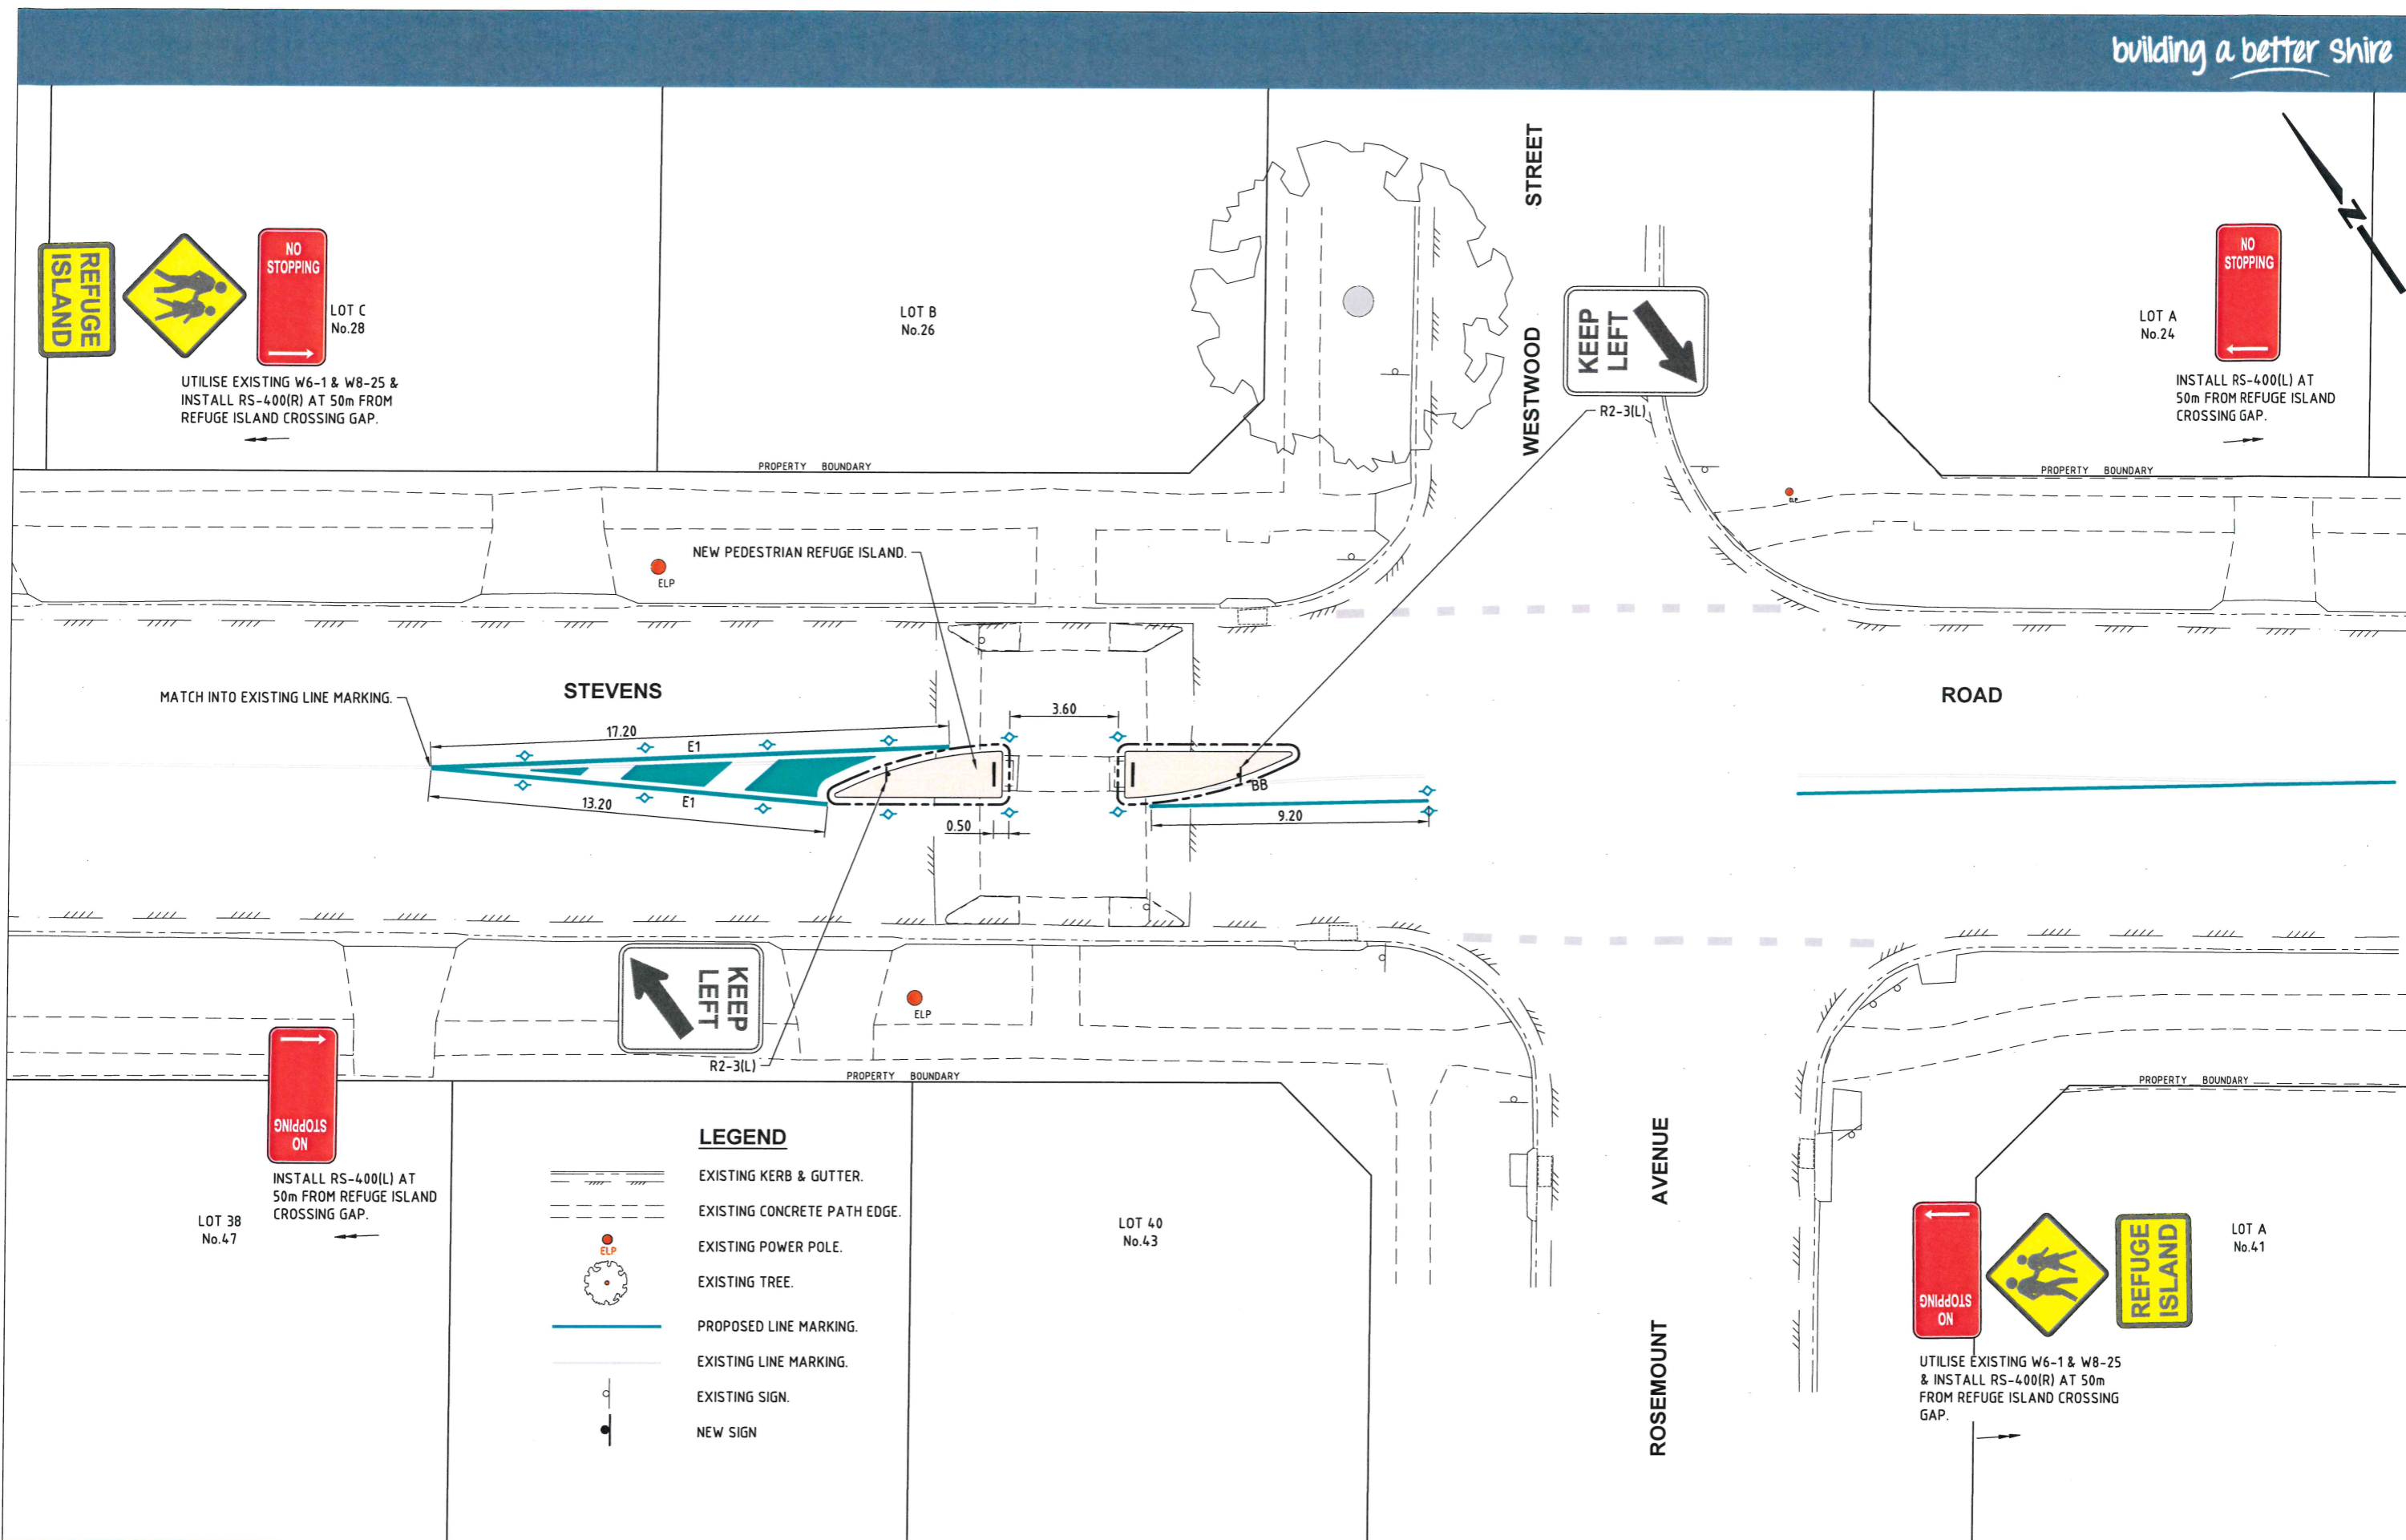 building a better Shire
STREET
WESTWOOD
REFUGE
ISLAND
NO
STOPPING
LOT C
No.28
UTILISE EXISTING W6-1 & W8-25 &
INSTALL RS-400(R) AT 50m FROM
REFUGE ISLAND CROSSING GAP.
LOT B
No.26
KEEP
LEFT
R2-3(L)
N
NO
STOPPING
LOT A
No.24
INSTALL RS-400(L) AT
50m FROM REFUGE ISLAND
CROSSING GAP.
PROPERTY BOUNDARY
PROPERTY BOUNDARY
ELP
NEW PEDESTRIAN REFUGE ISLAND.
ELP
MATCH INTO EXISTING LINE MARKING.
STEVENS
ROAD
17.20
E1
3.60
13.20
E1
0.50
BB
9.20
KEEP
LEFT
R2-3(L)
ELP
PROPERTY BOUNDARY
PROPERTY BOUNDARY
NO
STOPPING
INSTALL RS-400(L) AT
50m FROM REFUGE ISLAND
CROSSING GAP.
LOT 38
No.47
LEGEND
EXISTING KERB & GUTTER.
EXISTING CONCRETE PATH EDGE.
ELP
EXISTING POWER POLE.
EXISTING TREE.
PROPOSED LINE MARKING.
EXISTING LINE MARKING.
EXISTING SIGN.
NEW SIGN
LOT 40
No.43
AVENUE
ROSEMOUNT
NO
STOPPING
REFUGE
ISLAND
LOT A
No.41
UTILISE EXISTING W6-1 & W8-25
& INSTALL RS-400(R) AT 50m
FROM REFUGE ISLAND CROSSING
GAP.